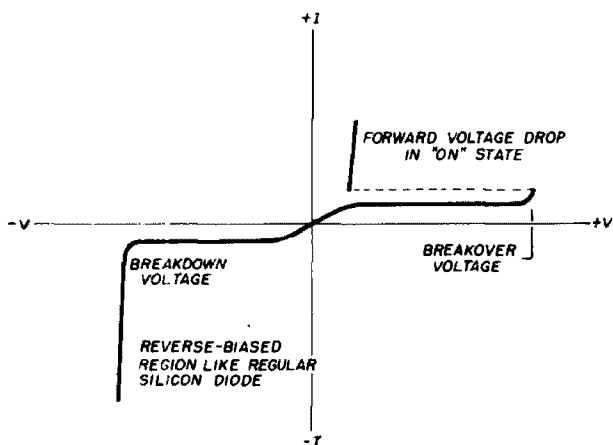 +I
FORWARD VOLTAGE DROP
IN "ON" STATE
-V
+V
BREAKDOWN
VOLTAGE
BREAKOVER
VOLTAGE
REVERSE-BIASED
REGION LIKE REGULAR
SILICON DIODE
-I